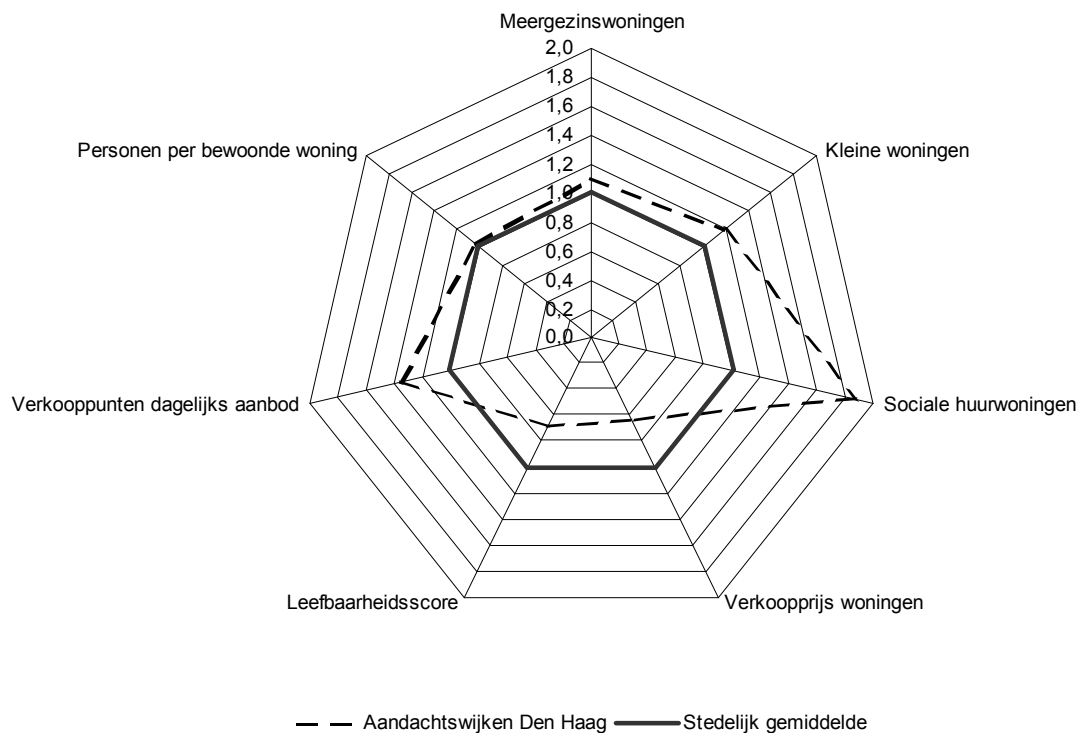 Meergezinswoningen
2,0
1,8
1,6
1,4
1,2
1,0
0,8
0,6
0,4
0,2
0,0
Personen per bewoonde woning
Kleine woningen
Verkooppunten dagelijks aanbod
Sociale huurwoningen
Leefbaarheidsscore
Verkoopprijs woningen
Aandachtswijken Den Haag
Stedelijk gemiddelde